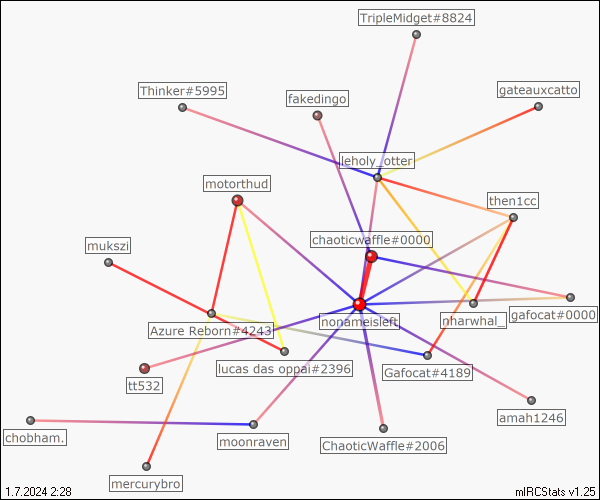 TripleMidget#8824
Thinker#5995
gateauxcatto
fakedingo
leholy_otter
motorthud
then1cc
chaoticwaffle#0000
mukszi
nonameisleft
nharwhal_
gafocat#0000
Azure Reborn#4243
lucas das oppai#2396
Gafocat#4189
tt532
amah1246
chobham.
moonraven
ChaoticWaffle#2006
mercurybro
1.7.2024 2:28
mIRCStats v1.25